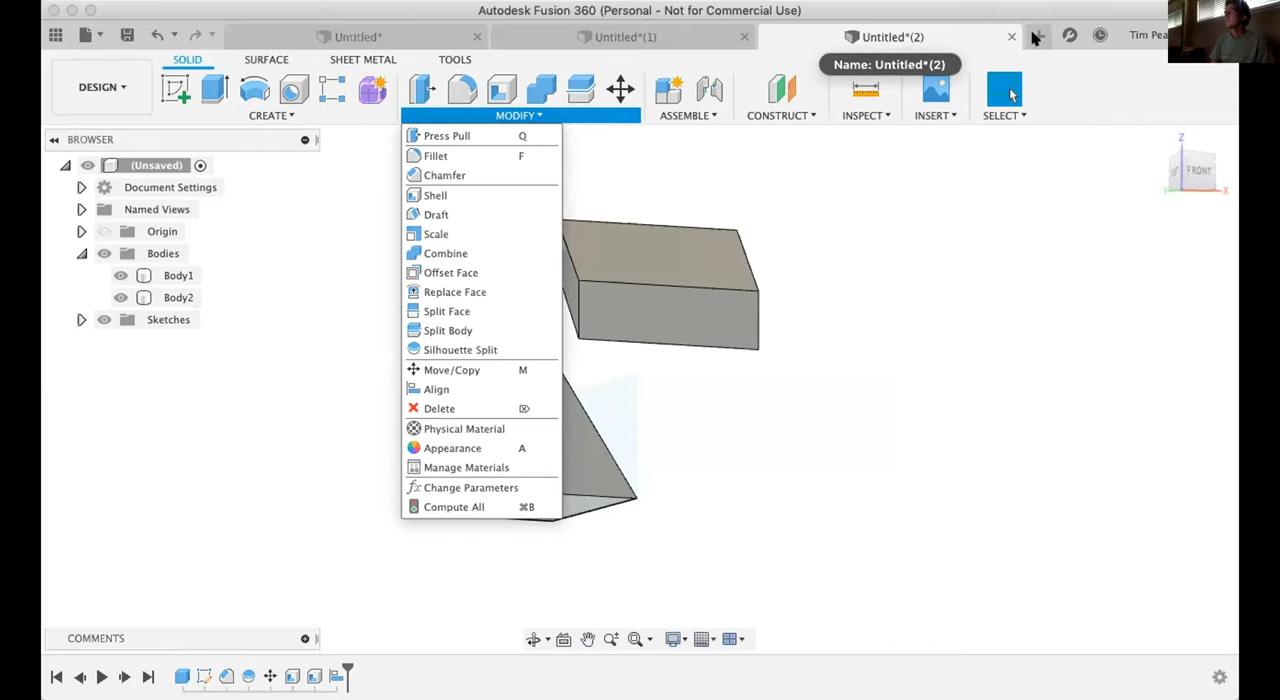 Autodesk Fusion 360 (Personal - Not for Commercial Use)
Untitled*
Untitled*(1)
Untitled*(2)
Name: Untitled*(2)
DESIGN
SOLID
SURFACE
SHEET METAL
TOOLS
CREATE
MODIFY
ASSEMBLE
CONSTRUCT
INSPECT
INSERT
SELECT
BROWSER
(Unsaved)
Document Settings
Named Views
Origin
Bodies
Body1
Body2
Sketches
Press Pull Q
Fillet F
Chamfer
Shell
Draft
Scale
Combine
Offset Face
Replace Face
Split Face
Split Body
Silhouette Split
Move/Copy M
Align
Delete
Physical Material
Appearance A
Manage Materials
Change Parameters
Compute All ⌘B
Z
FRONT
X
COMMENTS